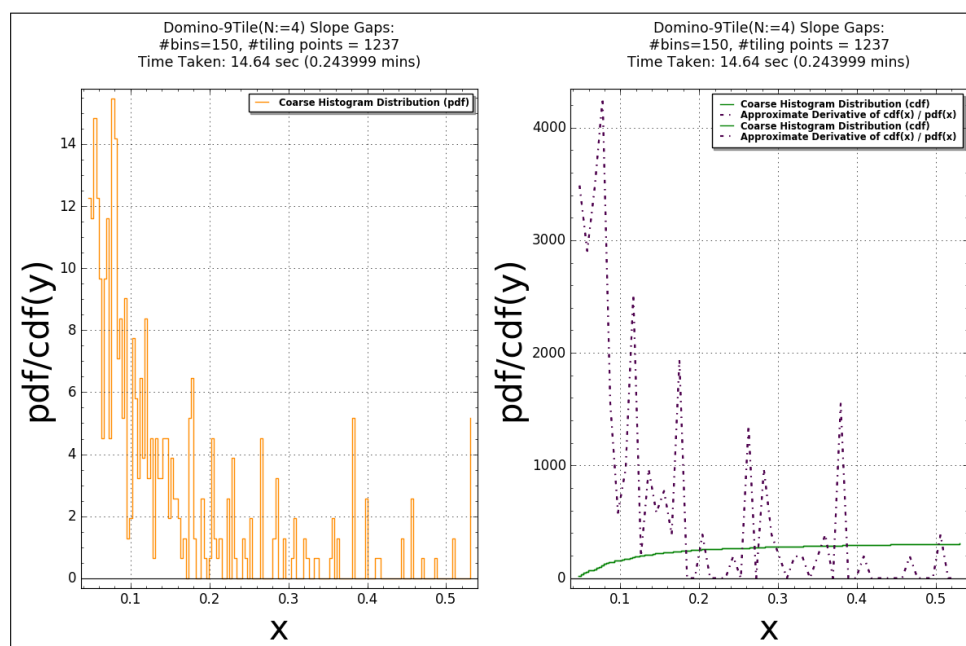 Domino-9Tile(N:=4) Slope Gaps:
#bins=150, #tiling points = 1237
Time Taken: 14.64 sec (0.243999 mins)
Coarse Histogram Distribution (pdf)
14
12
10
8
6
4
2
0
pdf/cdf(y)
0.1 0.2 0.3 0.4 0.5
x
Domino-9Tile(N:=4) Slope Gaps:
#bins=150, #tiling points = 1237
Time Taken: 14.64 sec (0.243999 mins)
Coarse Histogram Distribution (cdf)
Approximate Derivative of cdf(x) / pdf(x)
Coarse Histogram Distribution (cdf)
Approximate Derivative of cdf(x) / pdf(x)
4000
3000
2000
1000
0
pdf/cdf(y)
0.1 0.2 0.3 0.4 0.5
x